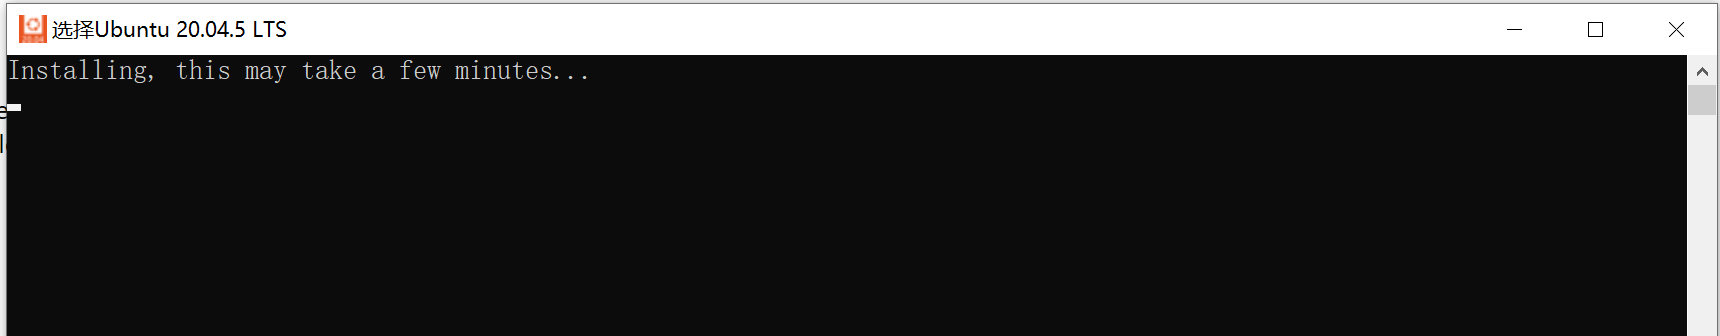 选择Ubuntu 20.04.5 LTS
Installing, this may take a few minutes...